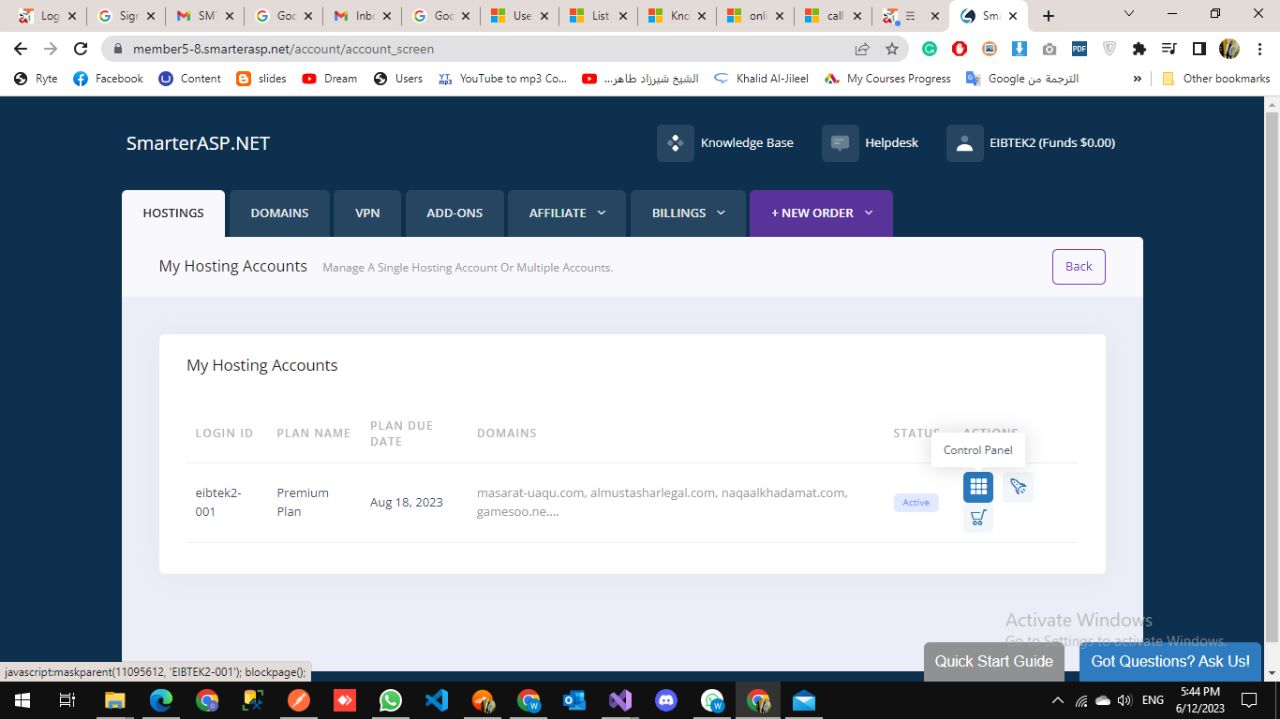 Log
Sign
SMT
Goo
Inbo
Goo
Use
List
Kno
onli
call
Sma
member5-8.smarterasp.net/account/account_screen
PDF
Ryte
Facebook
Content
slides
Dream
Users
YouTube to mp3 Co...
الشيخ شيرزاد طاهر...
Khalid Al-Jileel
My Courses Progress
الترجمة من Google
»
Other bookmarks
SmarterASP.NET
Knowledge Base
Helpdesk
EIBTEK2 (Funds $0.00)
HOSTINGS
DOMAINS
VPN
ADD-ONS
AFFILIATE
BILLINGS
+ NEW ORDER
My Hosting Accounts
Manage A Single Hosting Account Or Multiple Accounts.
Back
My Hosting Accounts
LOGIN ID
PLAN NAME
PLAN DUE
DATE
DOMAINS
STATUS
ACTIONS
Control Panel
eibtek2-
001
Premium
Plan
Aug 18, 2023
masarat-uaqu.com, almustasharlegal.com, naqaalkhadamat.com,
gamesoo.ne....
Active
Activate Windows
Go to Settings to activate Windows.
Quick Start Guide
Got Questions? Ask Us!
javascript:maskparent(11095612, 'EIBTEK2-001'); blockpage();
ENG
5:44 PM
6/12/2023